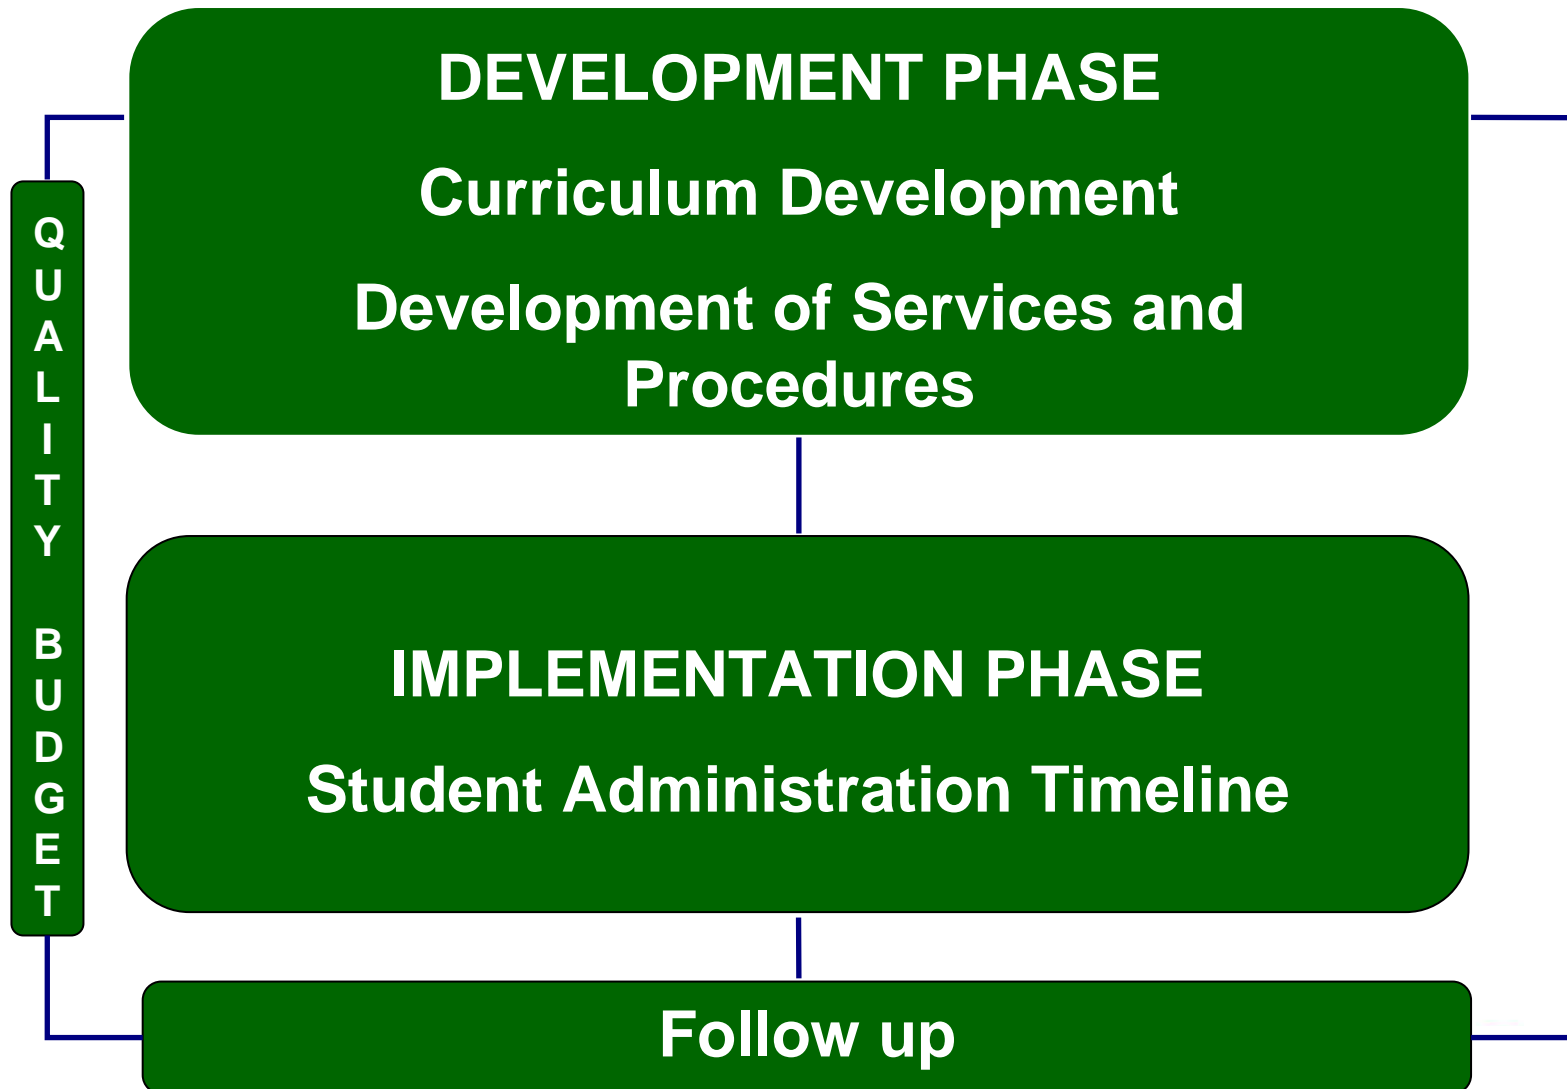 DEVELOPMENT PHASE
Curriculum Development
Development of Services and
Procedures
QUALITY BUDGET
IMPLEMENTATION PHASE
Student Administration Timeline
Follow up